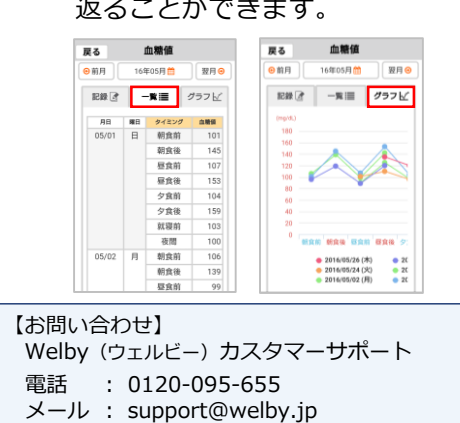 返ることができます。
戻る 血糖値
前月 16年05月 翌月
記録 一覧 グラフ
月日 曜日 タイミング 血糖値
05/01 日 朝食前 101
朝食後 145
昼食前 107
昼食後 153
夕食前 104
夕食後 159
就寝前 103
夜間 100
05/02 月 朝食前 106
朝食後 139
昼食前 99
戻る 血糖値
前月 16年05月 翌月
記録 一覧 グラフ
(mg/dL)
180
160
140
120
100
80
60
40
20
0
朝食前 朝食後 昼食前 昼食後 夕
2016/05/26 (木) 20
2016/05/24 (火) 20
2016/05/02 (月) 20
【お問い合わせ】
Welby（ウェルビー）カスタマーサポート
電話 : 0120-095-655
メール : support@welby.jp